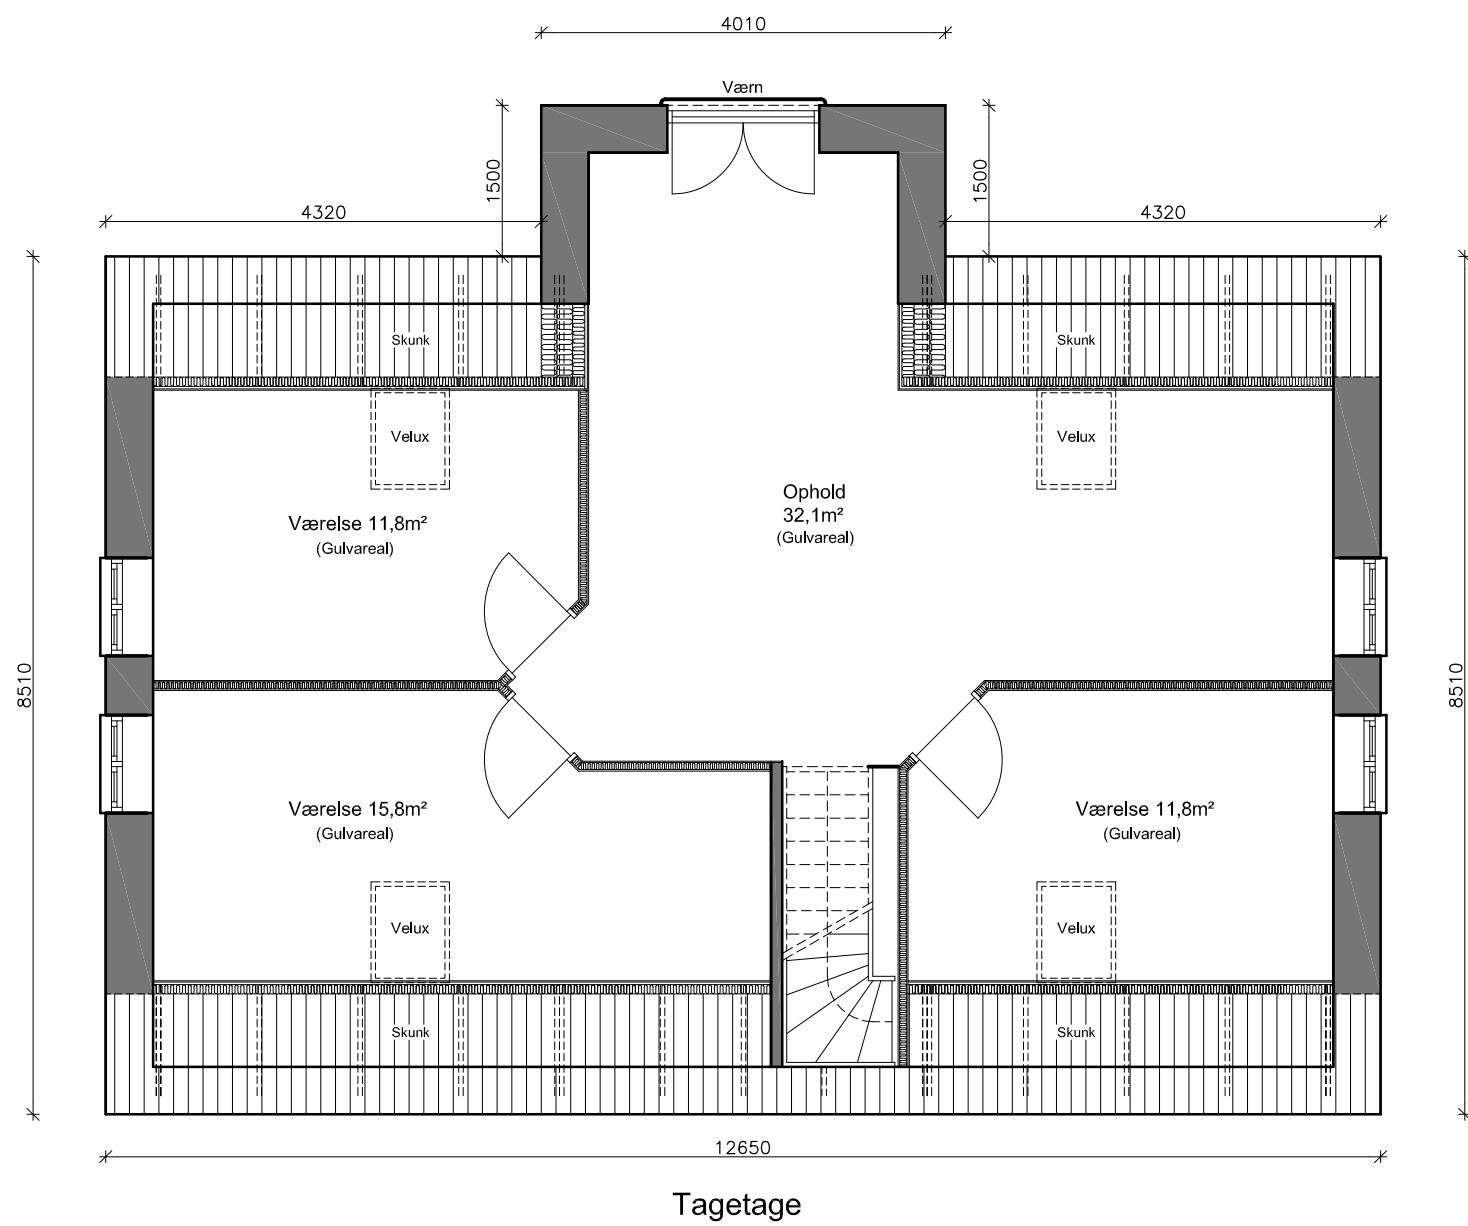 4010
Værn
1500
1500
4320
4320
Skunk
Skunk
Velux
Velux
Ophold
32,1m²
(Gulvareal)
Værelse 11,8m²
(Gulvareal)
8510
8510
Værelse 15,8m²
(Gulvareal)
Værelse 11,8m²
(Gulvareal)
Velux
Velux
Skunk
Skunk
12650
Tagetage